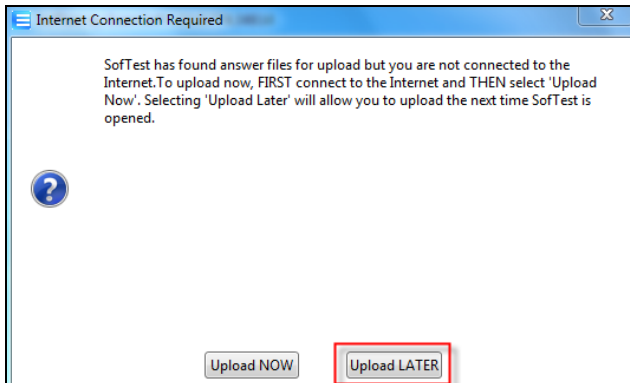 Internet Connection Required
SofTest has found answer files for upload but you are not connected to the
Internet.To upload now, FIRST connect to the Internet and THEN select 'Upload
Now'. Selecting 'Upload Later' will allow you to upload the next time SofTest is
opened.
Upload NOW Upload LATER